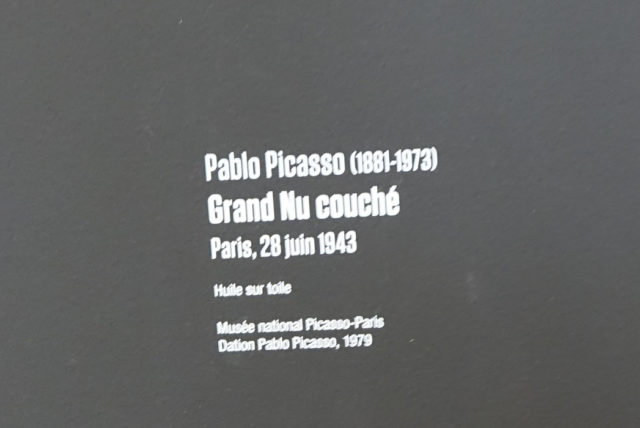 Pablo Picasso (1881-1973)
Grand Nu couché
Paris, 28 juin 1943
Huile sur toile
Musée national Picasso-Paris
Dation Pablo Picasso, 1979